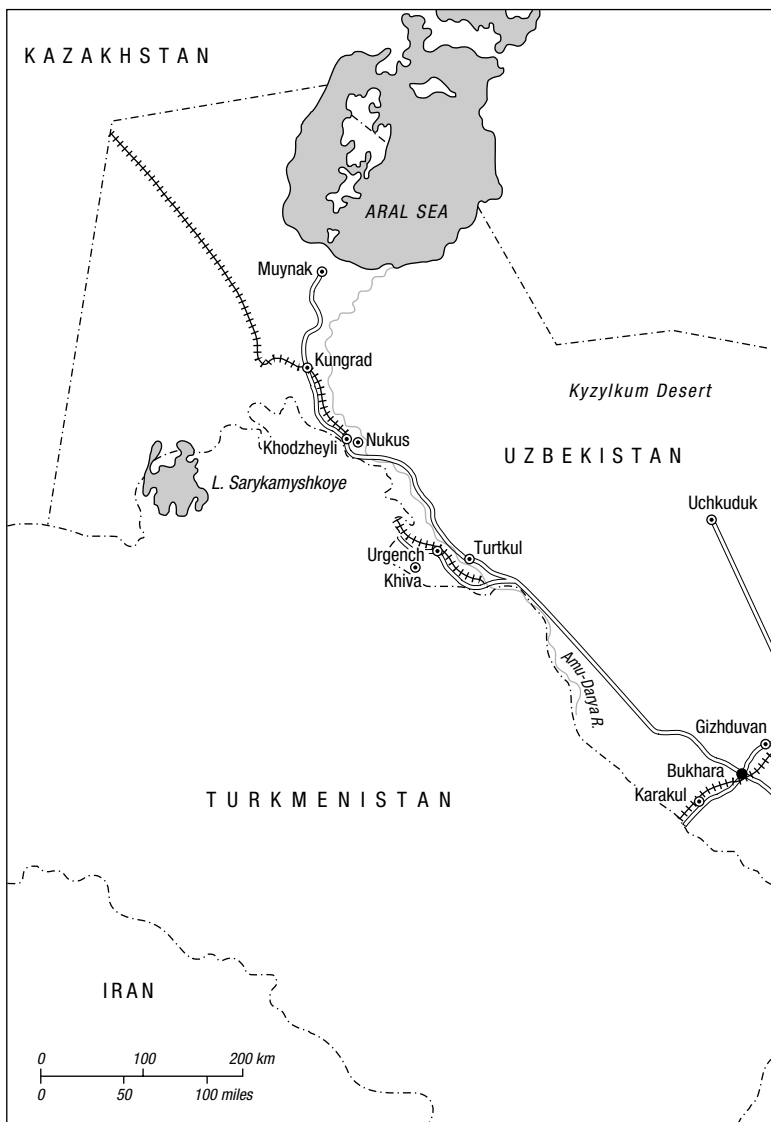 KAZAKHSTAN
ARAL SEA
Muynak
Kungrad
Kyzylkum Desert
Khodzheyli
Nukus
UZBEKISTAN
L. Sarykamyshkoye
Uchkuduk
Urgench
Turtkul
Khiva
Amu-Darya R.
Gizhduvan
Bukhara
Karakul
TURKMENISTAN
IRAN
0 100 200 km
0 50 100 miles